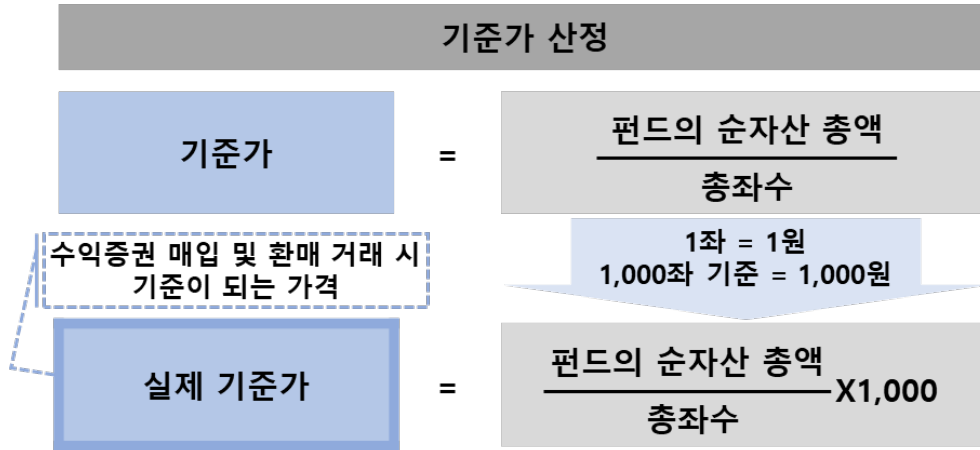 기준가 산정
기준가
=
펀드의 순자산 총액
총좌수
수익증권 매입 및 환매 거래 시
기준이 되는 가격
1좌 = 1원
1,000좌 기준 = 1,000원
실제 기준가
=
펀드의 순자산 총액
총좌수
X1,000